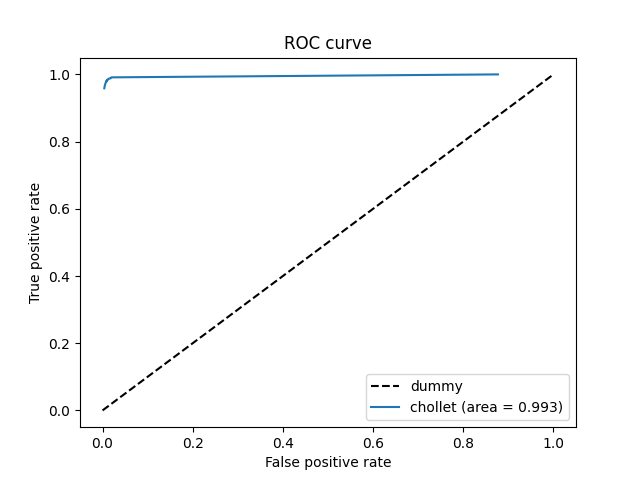 ROC curve
True positive rate
1.0
0.8
0.6
0.4
0.2
0.0
dummy
chollet (area = 0.993)
0.0 0.2 0.4 0.6 0.8 1.0
False positive rate